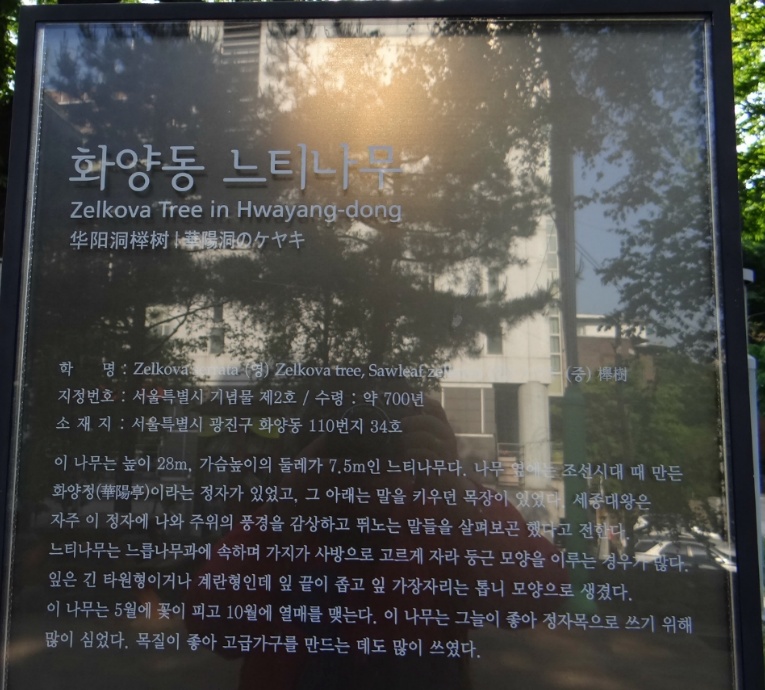 화양동 느티나무
Zelkova Tree in Hwayang-dong
华阳洞榉树 | 華陽洞のケヤキ
학 명 : Zelkova serrata (영) Zelkova tree, Sawleaf (중) 欅樹
지정번호 : 서울특별시 기념물 제2호 / 수령 : 약 700년
소 재 지 : 서울특별시 광진구 화양동 110번지 34호
이 나무는 높이 28m, 가슴높이의 둘레가 7.5m인 느티나무다. 나무 옆에는 조선시대 때 만든
화양정(華陽亭)이라는 정자가 있었고, 그 아래는 말을 키우던 목장이 있었다. 세종대왕은
자주 이 정자에 나와 주위의 풍경을 감상하고 뛰노는 말들을 살펴보곤 했다고 전한다.
느티나무는 느릅나무과에 속하며 가지가 사방으로 고르게 자라 둥근 모양을 이루는 경우가 많다.
잎은 긴 타원형이거나 계란형인데 잎 끝이 좁고 잎 가장자리는 톱니 모양으로 생겼다.
이 나무는 5월에 꽃이 피고 10월에 열매를 맺는다. 이 나무는 그늘이 좋아 정자목으로 쓰기 위해
많이 심었다. 목질이 좋아 고급가구를 만드는 데도 많이 쓰였다.